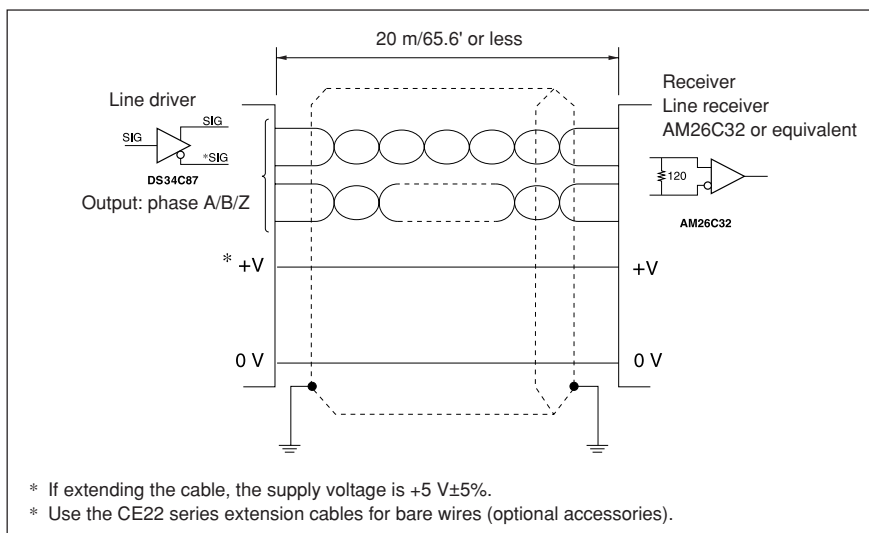 20 m/65.6' or less
Line driver
SIG
SIG
*SIG
DS34C87
Output: phase A/B/Z
Receiver
Line receiver
AM26C32 or equivalent
120
AM26C32
* +V
+V
0 V
0 V
* If extending the cable, the supply voltage is +5 V±5%.
* Use the CE22 series extension cables for bare wires (optional accessories).